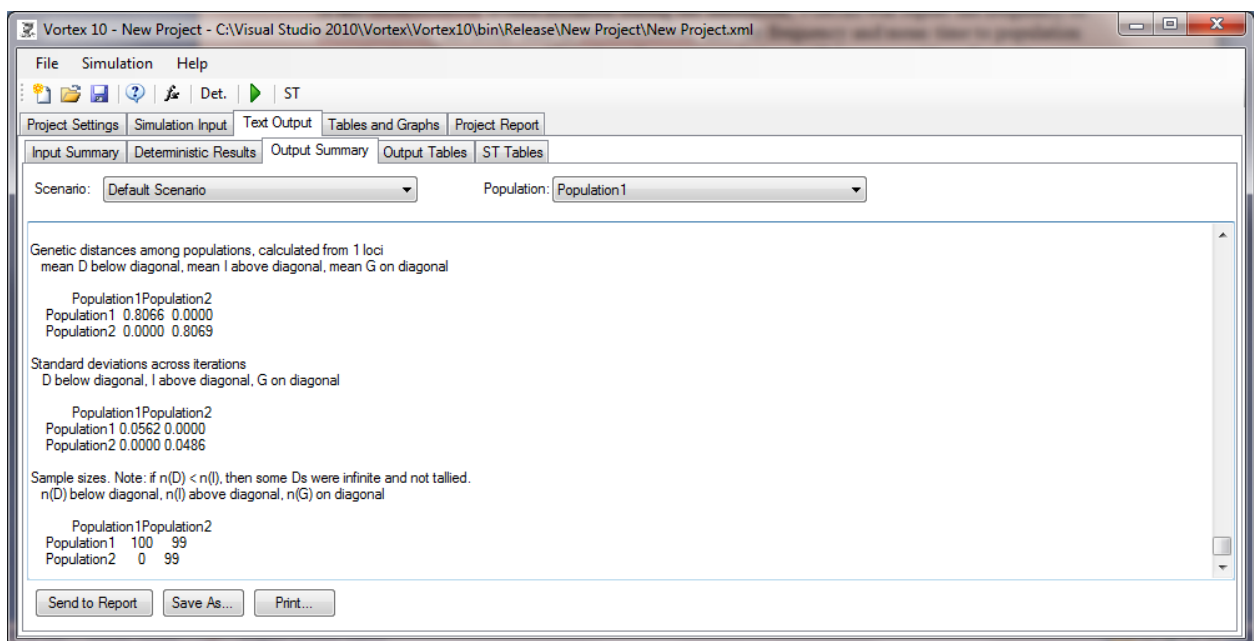 Vortex 10 - New Project - C:\Visual Studio 2010\Vortex\Vortex10\bin\Release\New Project\New Project.xml
File Simulation Help
Det. ST
Project Settings Simulation Input Text Output Tables and Graphs Project Report
Input Summary Deterministic Results Output Summary Output Tables ST Tables
Scenario: Default Scenario Population: Population1
Genetic distances among populations, calculated from 1 loci
mean D below diagonal, mean I above diagonal, mean G on diagonal
Population1Population2
Population1 0.8066 0.0000
Population2 0.0000 0.8069
Standard deviations across iterations
D below diagonal, I above diagonal, G on diagonal
Population1Population2
Population1 0.0562 0.0000
Population2 0.0000 0.0486
Sample sizes. Note: if n(D) < n(I), then some Ds were infinite and not tallied.
n(D) below diagonal, n(I) above diagonal, n(G) on diagonal
Population1Population2
Population1 100 99
Population2 0 99
Send to Report Save As... Print...